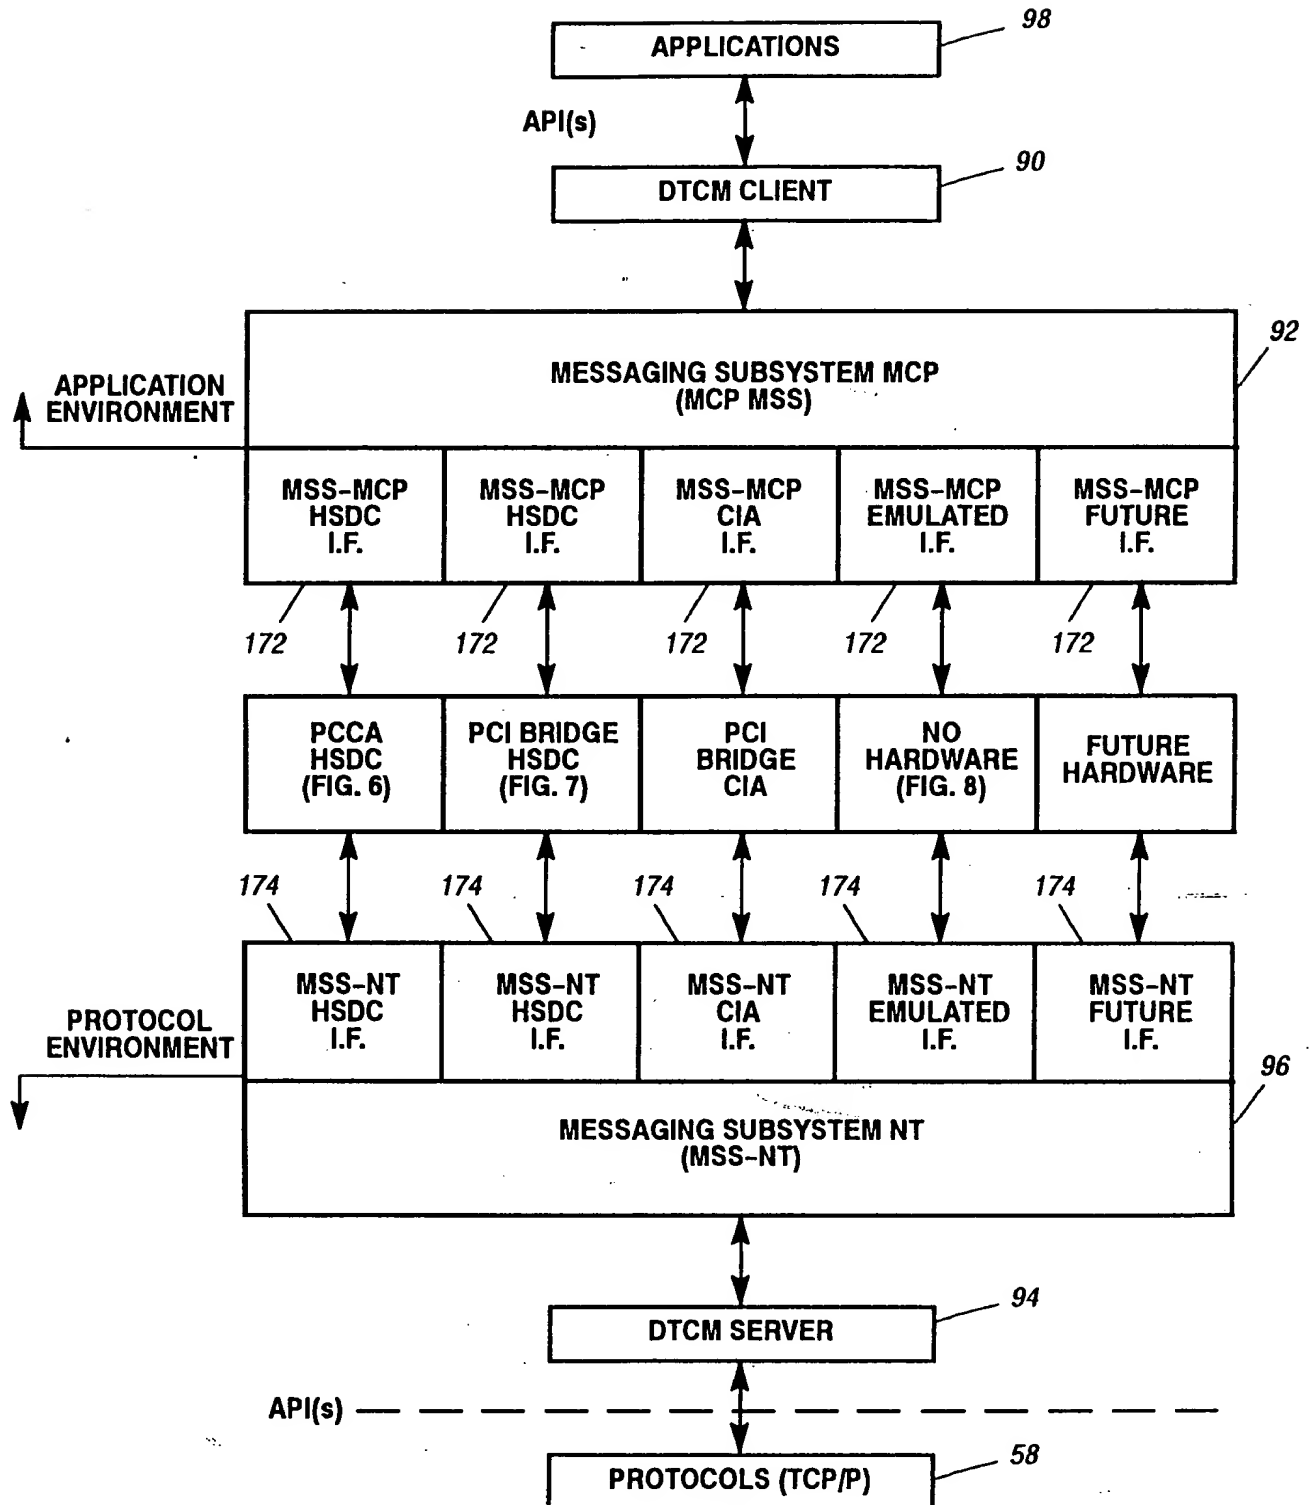 98
APPLICATIONS
API(s)
90
DTCM CLIENT
92
MESSAGING SUBSYSTEM MCP
(MCP MSS)
APPLICATION
ENVIRONMENT
MSS-MCP
HSDC
I.F.
MSS-MCP
HSDC
I.F.
MSS-MCP
CIA
I.F.
MSS-MCP
EMULATED
I.F.
MSS-MCP
FUTURE
I.F.
172
172
172
172
172
PCCA
HSDC
(FIG. 6)
PCI BRIDGE
HSDC
(FIG. 7)
PCI
BRIDGE
CIA
NO
HARDWARE
(FIG. 8)
FUTURE
HARDWARE
174
174
174
174
174
MSS-NT
HSDC
I.F.
MSS-NT
HSDC
I.F.
MSS-NT
CIA
I.F.
MSS-NT
EMULATED
I.F.
MSS-NT
FUTURE
I.F.
PROTOCOL
ENVIRONMENT
96
MESSAGING SUBSYSTEM NT
(MSS-NT)
94
DTCM SERVER
API(s)
58
PROTOCOLS (TCP/P)